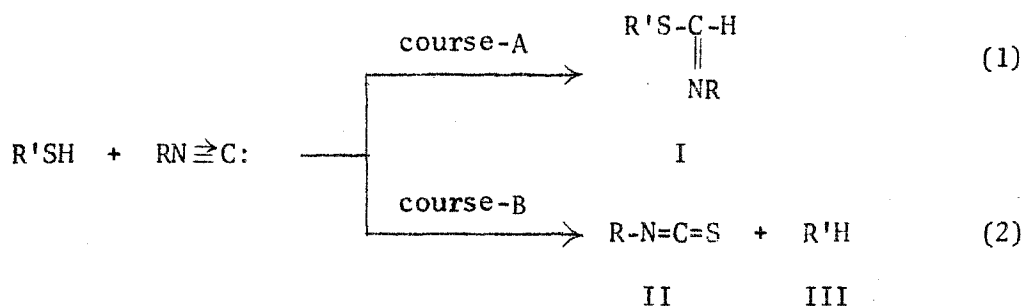 R'S-C-H
course-A
(1)
NR
R'SH + RN≡C:
I
course-B
R-N=C=S + R'H (2)
II III